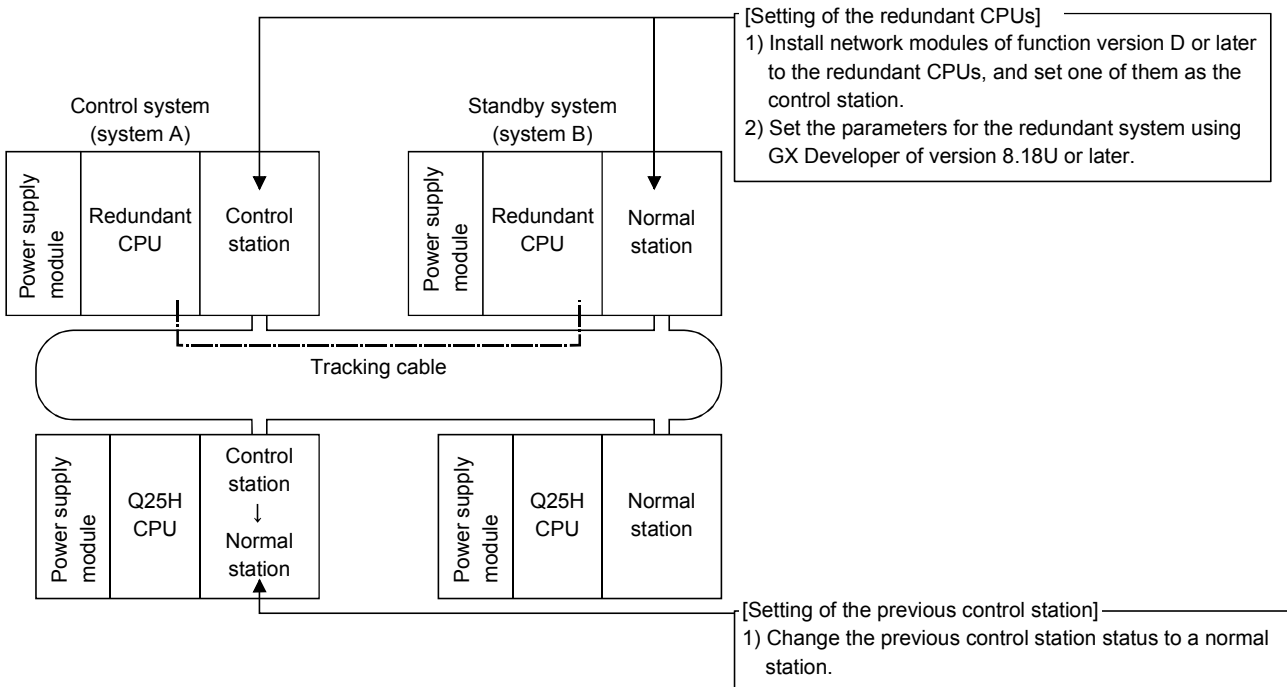 [Setting of the redundant CPUs]
1) Install network modules of function version D or later
to the redundant CPUs, and set one of them as the
control station.
2) Set the parameters for the redundant system using
GX Developer of version 8.18U or later.
Control system
(system A)
Standby system
(system B)
Power supply
module
Redundant
CPU
Control
station
Power supply
module
Redundant
CPU
Normal
station
Tracking cable
Power supply
module
Q25H
CPU
Control
station
↓
Normal
station
Power supply
module
Q25H
CPU
Normal
station
[Setting of the previous control station]
1) Change the previous control station status to a normal
station.